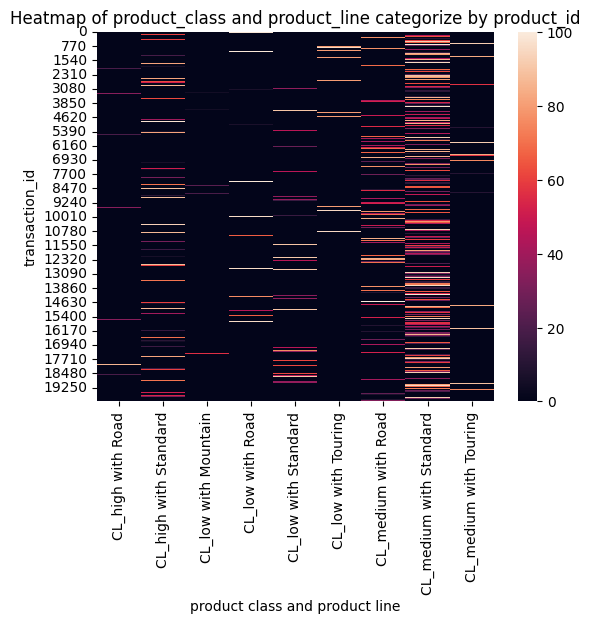 Heatmap of product_class and product_line categorize by product_id
0
770
1540
2310
3080
3850
4620
5390
6160
6930
7700
8470
9240
10010
10780
11550
12320
13090
13860
14630
15400
16170
16940
17710
18480
19250
transaction_id
100
80
60
40
20
0
CL_high with Road
CL_high with Standard
CL_low with Mountain
CL_low with Road
CL_low with Standard
CL_low with Touring
CL_medium with Road
CL_medium with Standard
CL_medium with Touring
product class and product line